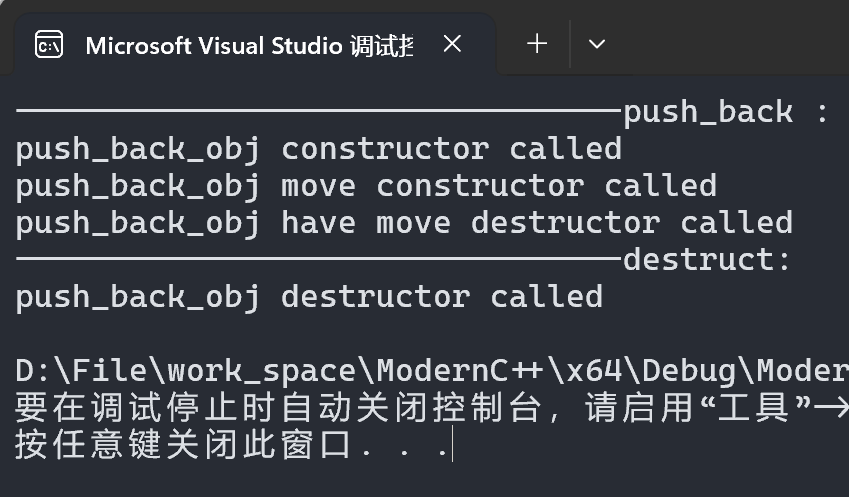 Microsoft Visual Studio 调试
————————————————————————————————push_back :
push_back_obj constructor called
push_back_obj move constructor called
push_back_obj have move destructor called
————————————————————————————————destruct:
push_back_obj destructor called
D:\File\work_space\ModernC++\x64\Debug\Moder
要在调试停止时自动关闭控制台，请启用“工具”->
按任意键关闭此窗口. . .